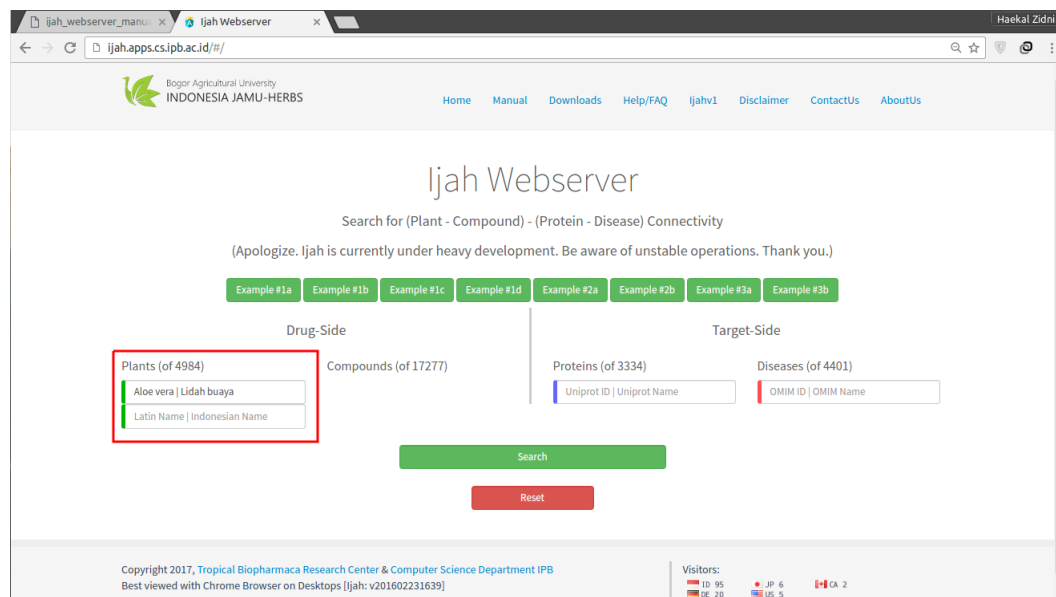 ijah_webserver_manu
Ijah Webserver
Haekal Zidni
ijah.apps.cs.ipb.ac.id/#/
Bogor Agricultural University
INDONESIA JAMU-HERBS
Home Manual Downloads Help/FAQ Ijahv1 Disclaimer ContactUs AboutUs
Ijah Webserver
Search for (Plant - Compound) - (Protein - Disease) Connectivity
(Apologize. Ijah is currently under heavy development. Be aware of unstable operations. Thank you.)
Example #1a Example #1b Example #1c Example #1d Example #2a Example #2b Example #3a Example #3b
Drug-Side Target-Side
Plants (of 4984) Compounds (of 17277) Proteins (of 3334) Diseases (of 4401)
Aloe vera | Lidah buaya Uniprot ID | Uniprot Name OMIM ID | OMIM Name
Latin Name | Indonesian Name
Search
Reset
Copyright 2017, Tropical Biopharmaca Research Center & Computer Science Department IPB Visitors:
Best viewed with Chrome Browser on Desktops [Ijah: v201602231639] ID 95 JP 6 CA 2
DE 20 US 5